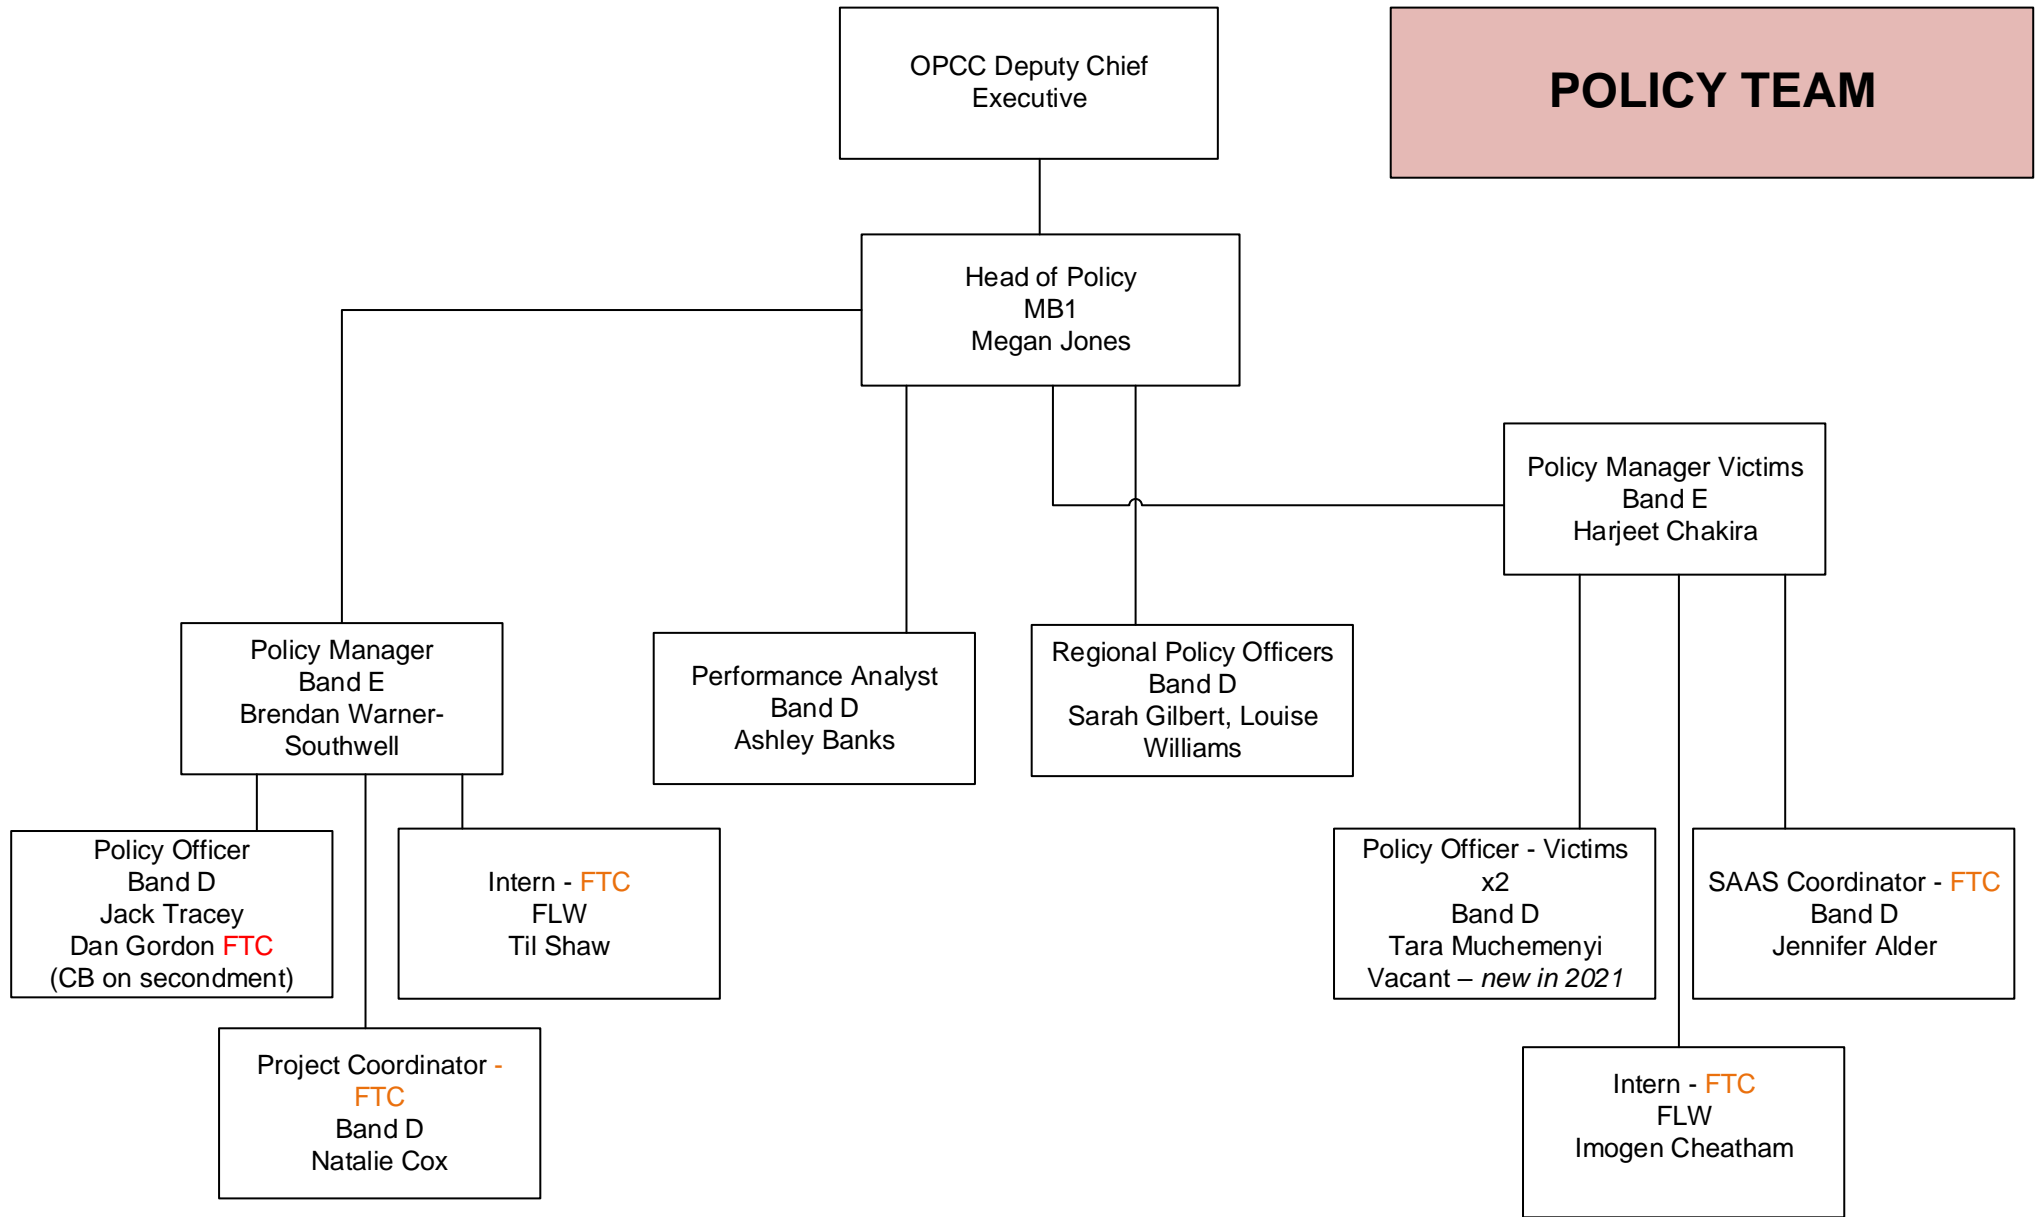 OPCC Deputy Chief
Executive
POLICY TEAM
Head of Policy
MB1
Megan Jones
Policy Manager Victims
Band E
Harjeet Chakira
Policy Manager
Band E
Brendan Warner-
Southwell
Performance Analyst
Band D
Ashley Banks
Regional Policy Officers
Band D
Sarah Gilbert, Louise
Williams
Policy Officer
Band D
Jack Tracey
Dan Gordon FTC
(CB on secondment)
Intern - FTC
FLW
Til Shaw
Policy Officer - Victims
x2
Band D
Tara Muchemenyi
Vacant – new in 2021
SAAS Coordinator - FTC
Band D
Jennifer Alder
Project Coordinator -
FTC
Band D
Natalie Cox
Intern - FTC
FLW
Imogen Cheatham